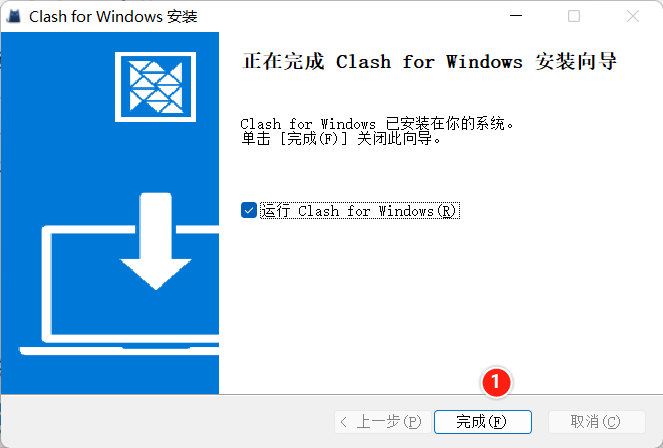 Clash for Windows 安装
正在完成 Clash for Windows 安装向导
Clash for Windows 已安装在你的系统。
单击 [完成(F)] 关闭此向导。
运行 Clash for Windows(R)
1
< 上一步(P)
完成(F)
取消(C)